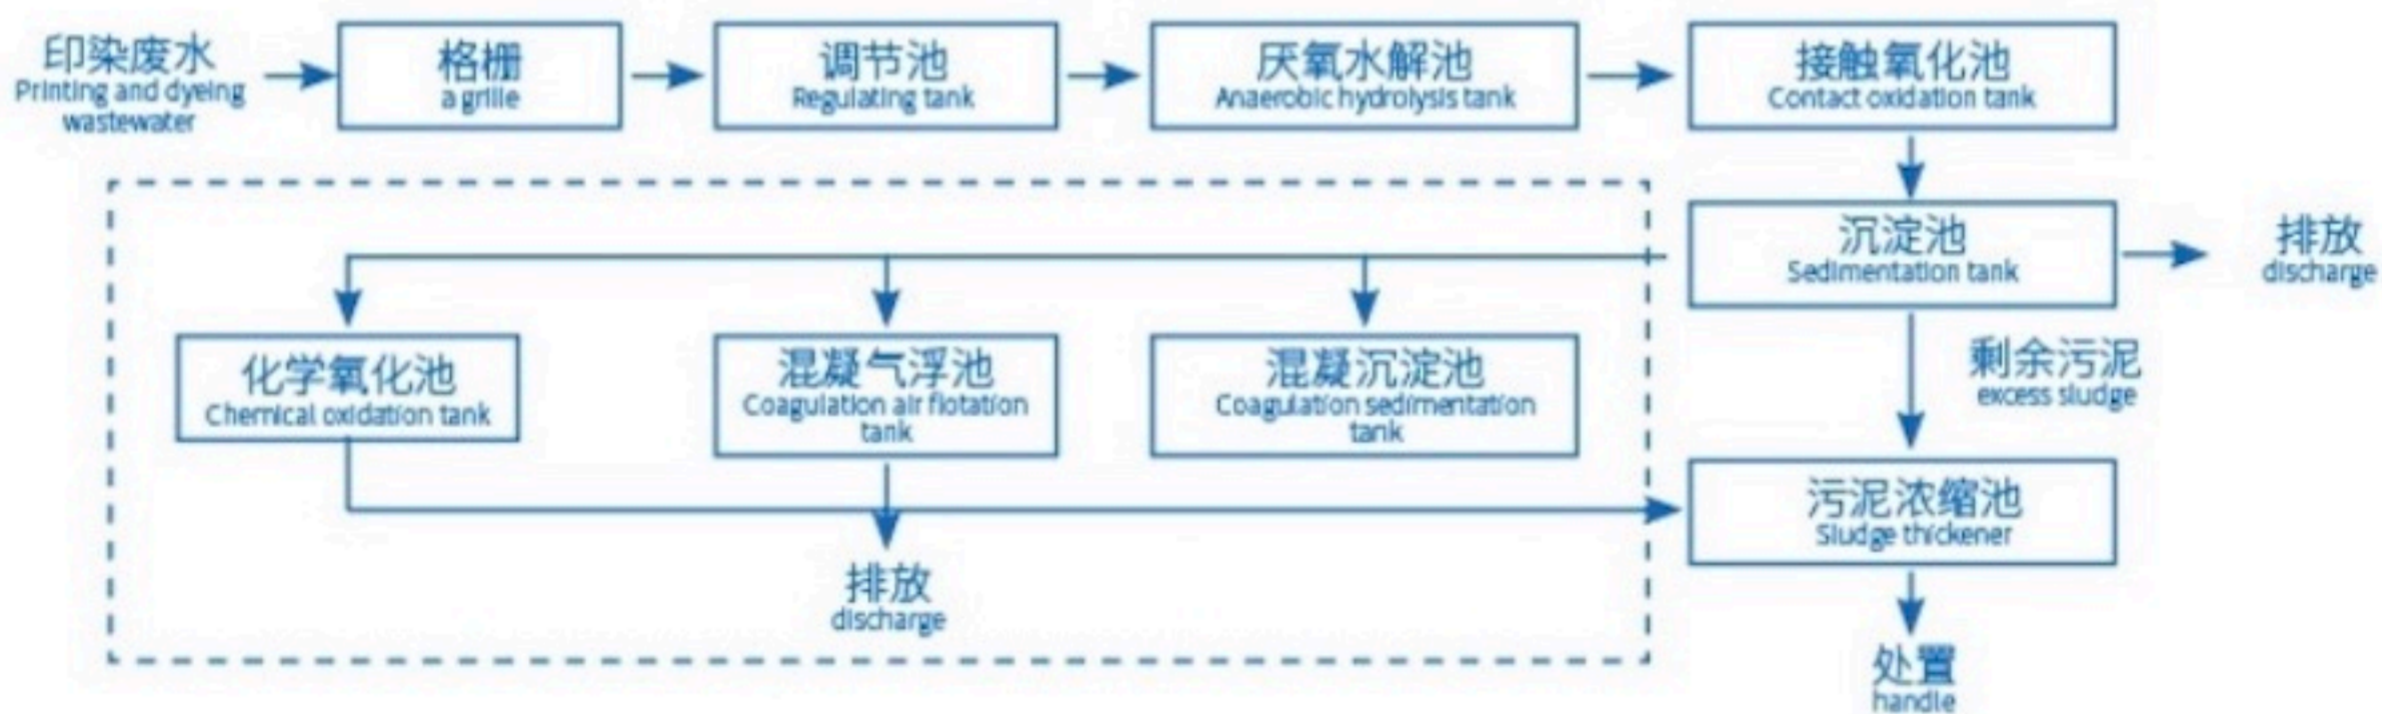 印染废水
Printing and dyeing
wastewater
格栅
a grille
调节池
Regulating tank
厌氧水解池
Anaerobic hydrolysis tank
接触氧化池
Contact oxidation tank
沉淀池
Sedimentation tank
排放
discharge
化学氧化池
Chemical oxidation tank
混凝气浮池
Coagulation air flotation
tank
混凝沉淀池
Coagulation sedimentation
tank
剩余污泥
excess sludge
污泥浓缩池
Sludge thickener
排放
discharge
处置
handle